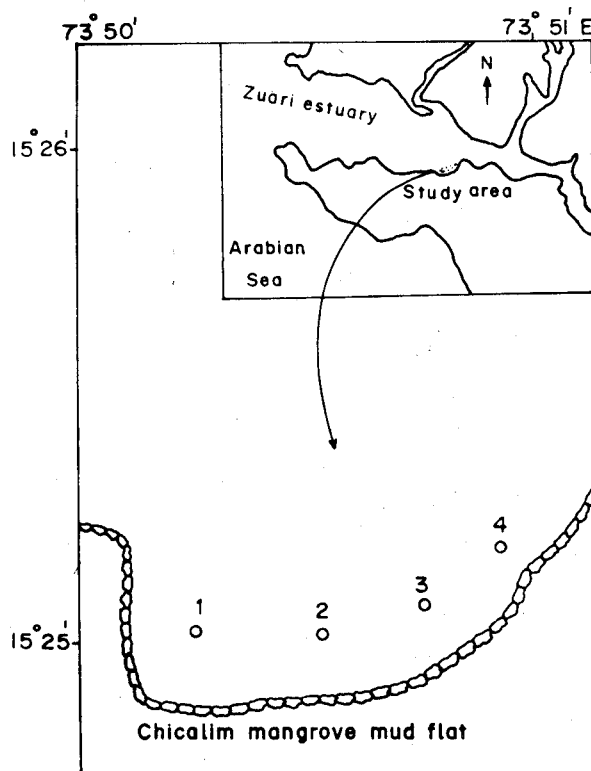 73° 50'
73° 51' E
N
Zuari estuary
15° 26'
Study area
Arabian
Sea
4
3
1
2
15° 25'
Chicalim mangrove mud flat